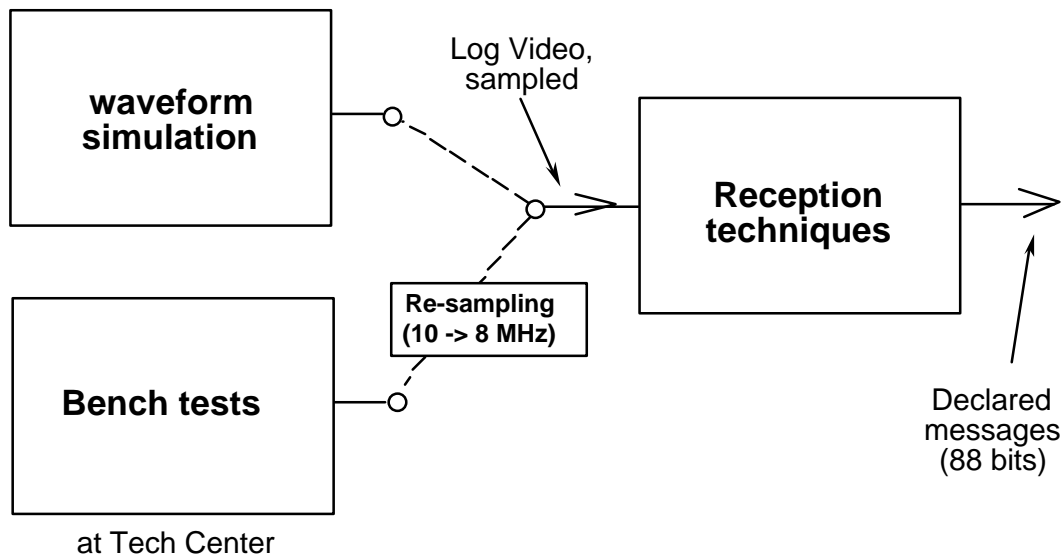 waveform
simulation
Log Video,
sampled
Reception
techniques
Re-sampling
(10 -> 8 MHz)
Bench tests
at Tech Center
Declared
messages
(88 bits)